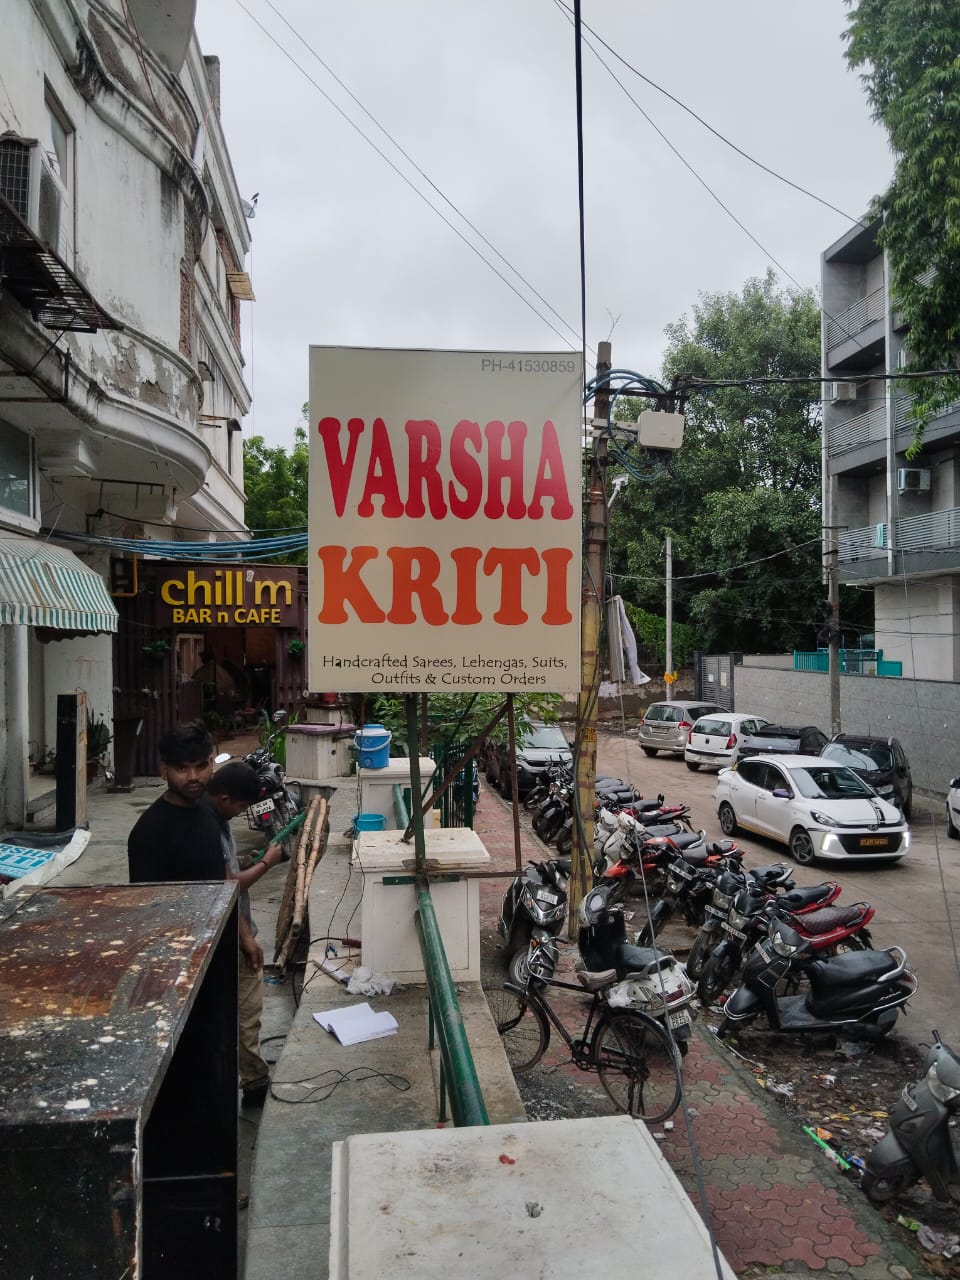 PH-41530859
VARSHA
KRITI
Handcrafted Sarees, Lehengas, Suits,
Outfits & Custom Orders
chill'm
BAR n CAFE